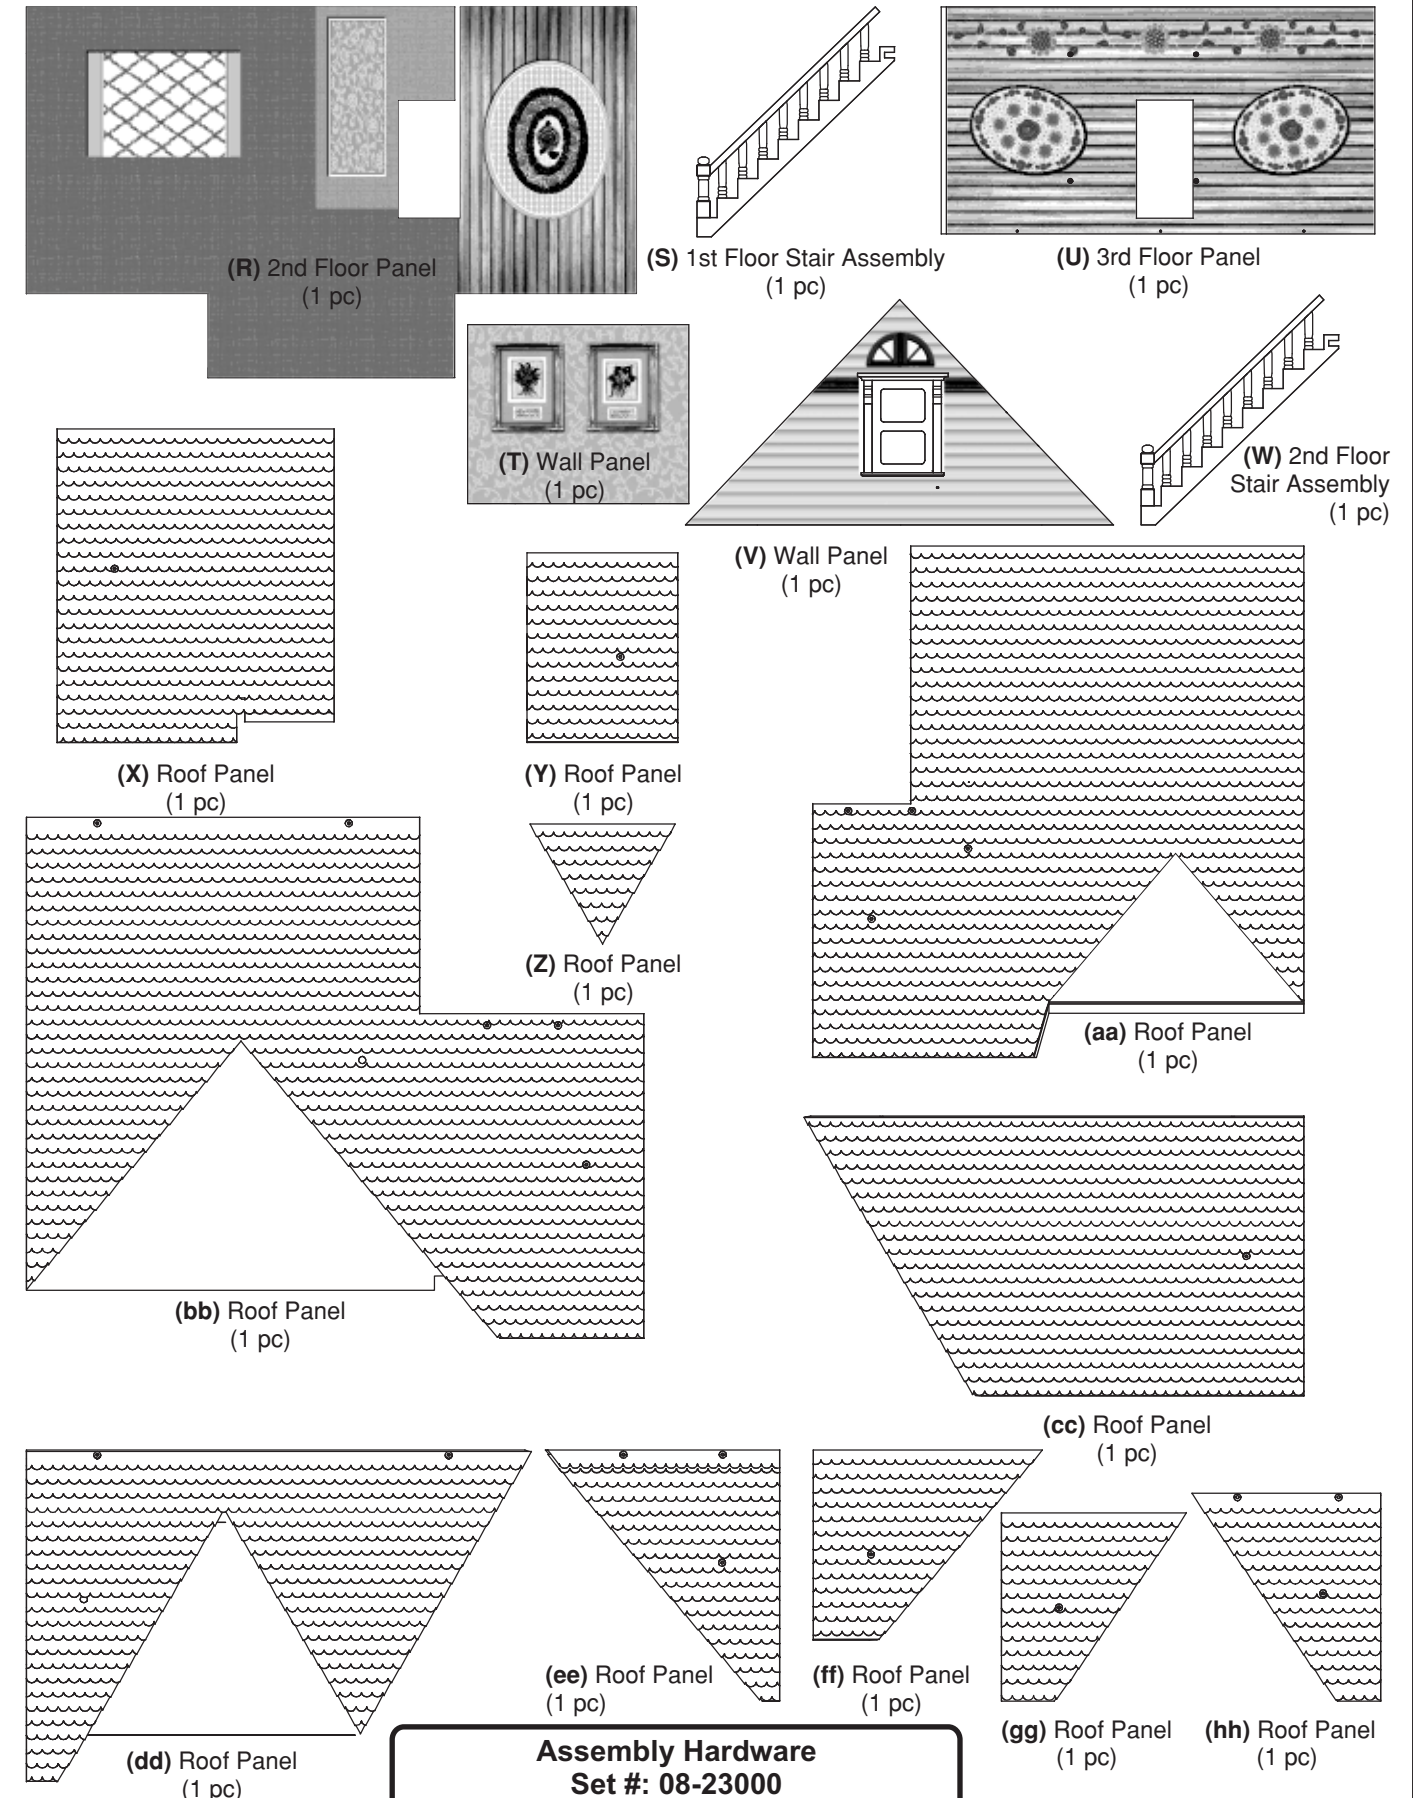 (R) 2nd Floor Panel
(1 pc)
(S) 1st Floor Stair Assembly
(1 pc)
(U) 3rd Floor Panel
(1 pc)
(T) Wall Panel
(1 pc)
(V) Wall Panel
(1 pc)
(W) 2nd Floor
Stair Assembly
(1 pc)
(X) Roof Panel
(1 pc)
(Y) Roof Panel
(1 pc)
(Z) Roof Panel
(1 pc)
(aa) Roof Panel
(1 pc)
(bb) Roof Panel
(1 pc)
(cc) Roof Panel
(1 pc)
(dd) Roof Panel
(1 pc)
(ee) Roof Panel
(1 pc)
(ff) Roof Panel
(1 pc)
(gg) Roof Panel
(1 pc)
(hh) Roof Panel
(1 pc)
Assembly Hardware
Set #: 08-23000